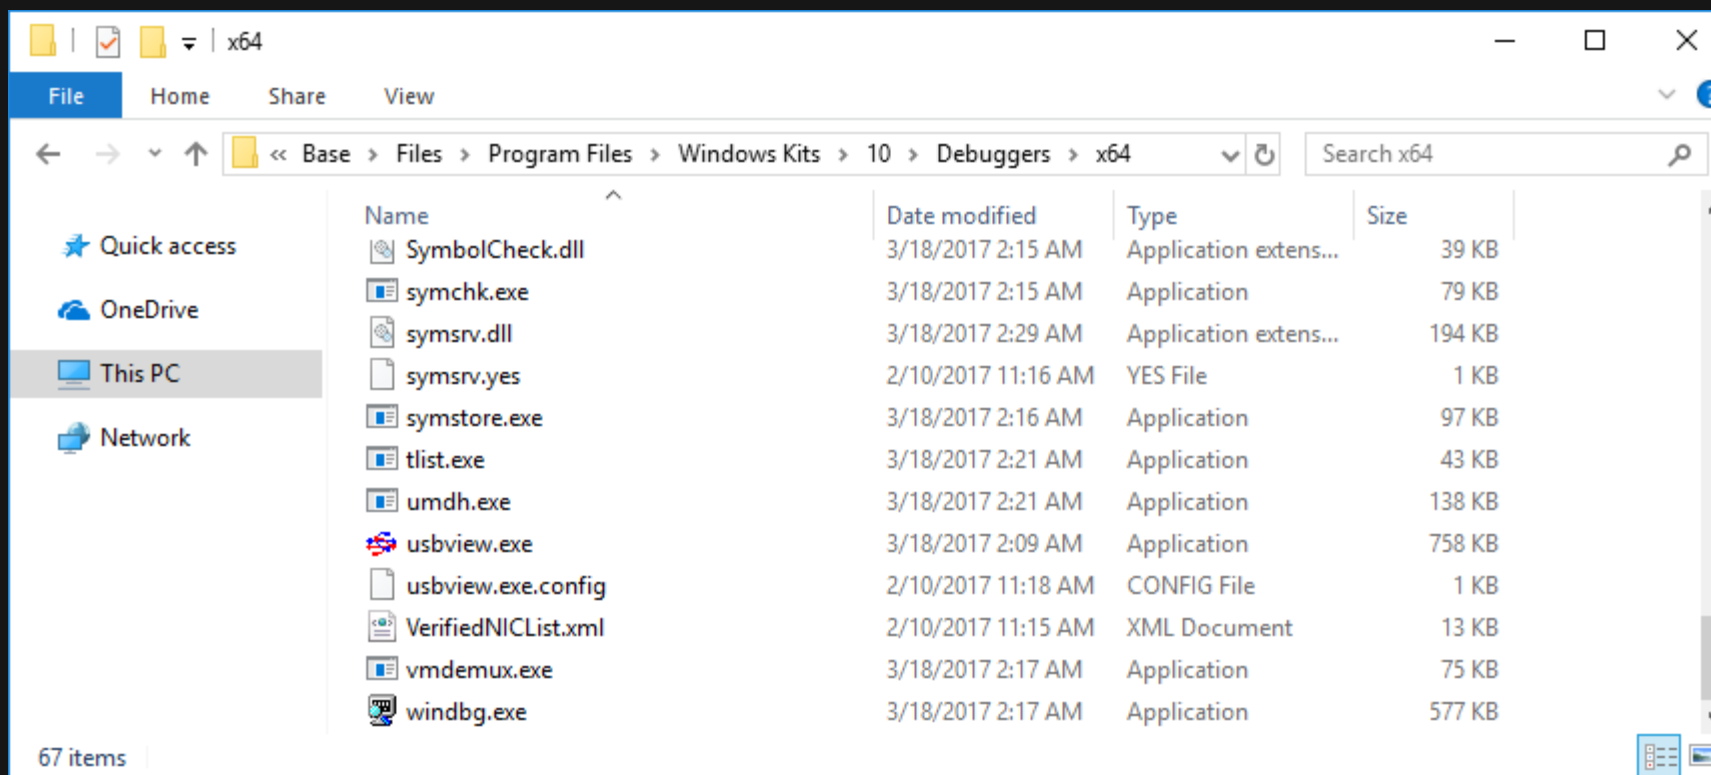 x64
File Home Share View
« Base > Files > Program Files > Windows Kits > 10 > Debuggers > x64 Search x64
Name Date modified Type Size
Quick access
OneDrive
This PC
Network
SymbolCheck.dll 3/18/2017 2:15 AM Application extens... 39 KB
symchk.exe 3/18/2017 2:15 AM Application 79 KB
symsrv.dll 3/18/2017 2:29 AM Application extens... 194 KB
symsrv.yes 2/10/2017 11:16 AM YES File 1 KB
symstore.exe 3/18/2017 2:16 AM Application 97 KB
tlist.exe 3/18/2017 2:21 AM Application 43 KB
umdh.exe 3/18/2017 2:21 AM Application 138 KB
usbview.exe 3/18/2017 2:09 AM Application 758 KB
usbview.exe.config 2/10/2017 11:18 AM CONFIG File 1 KB
VerifiedNICList.xml 2/10/2017 11:15 AM XML Document 13 KB
vmdemux.exe 3/18/2017 2:17 AM Application 75 KB
windbg.exe 3/18/2017 2:17 AM Application 577 KB
67 items